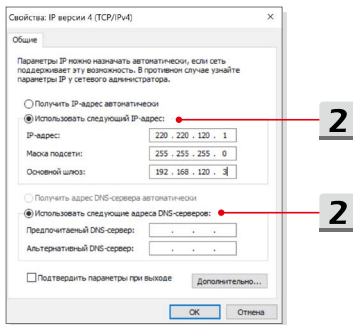 Свойства: IP версии 4 (TCP/IPv4)
Общие
Параметры IP можно назначать автоматически, если сеть
поддерживает эту возможность. В противном случае узнайте
параметры IP у сетевого администратора.
Получить IP-адрес автоматически
Использовать следующий IP-адрес:
2
IP-адрес: 220 . 220 . 120 . 1
Маска подсети: 255 . 255 . 255 . 0
Основной шлюз: 192 . 168 . 120 . 3
Получить адрес DNS-сервера автоматически
Использовать следующие адреса DNS-серверов:
2
Предпочитаемый DNS-сервер: . . .
Альтернативный DNS-сервер: . . .
Подтвердить параметры при выходе
Дополнительно...
ОК Отмена